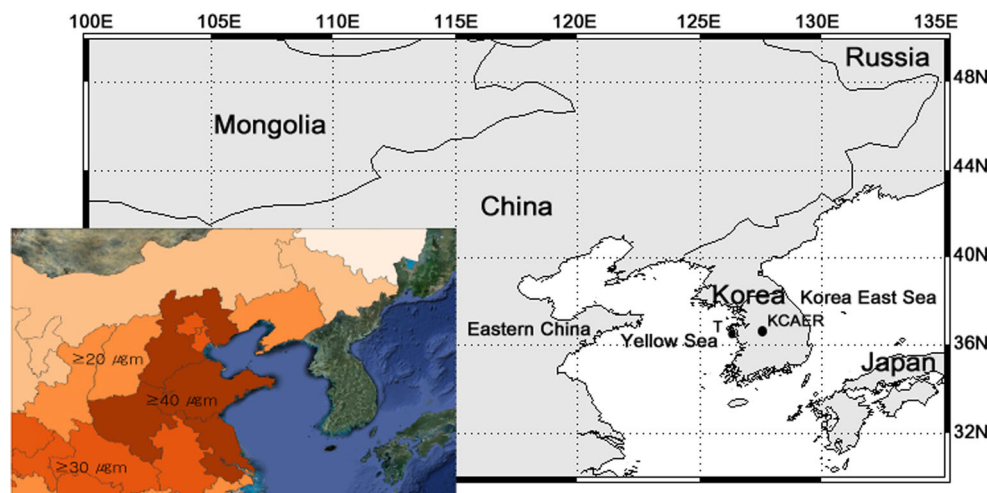 100E 105E 110E 115E 120E 125E 130E 135E
Russia
48N
Mongolia
44N
China
40N
Korea
Korea East Sea
T
KCAER
Eastern China
Yellow Sea
36N
Japan
32N
≥20 μgm
≥40 μgm
≥30 μgm